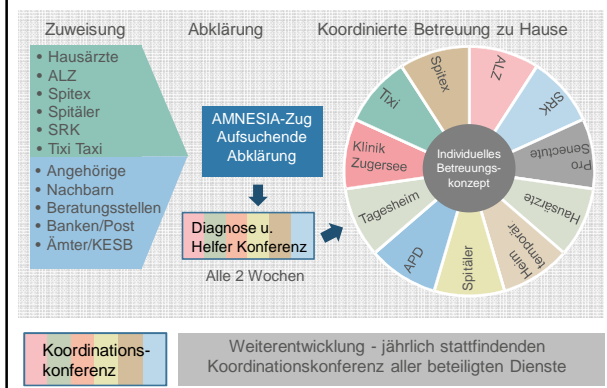 Zuweisung
Abklärung
Koordinierte Betreuung zu Hause
• Hausärzte
• ALZ
• Spitex
• Spitäler
• SRK
• Tixi Taxi
• Angehörige
• Nachbarn
• Beratungsstellen
• Banken/Post
• Ämter/KESB
AMNESIA-Zug
Aufsuchende
Abklärung
Diagnose u.
Helfer Konferenz
Alle 2 Wochen
ALZ
SRK
Pro
Senectute
Hausärzte
Heim
temporär
Spitäler
APD
Tagesheim
Klinik
Zugersee
Tixi
Spitex
Individuelles
Betreuungs-
konzept
Koordinations-
konferenz
Weiterentwicklung - jährlich stattfindenden
Koordinationskonferenz aller beteiligten Dienste